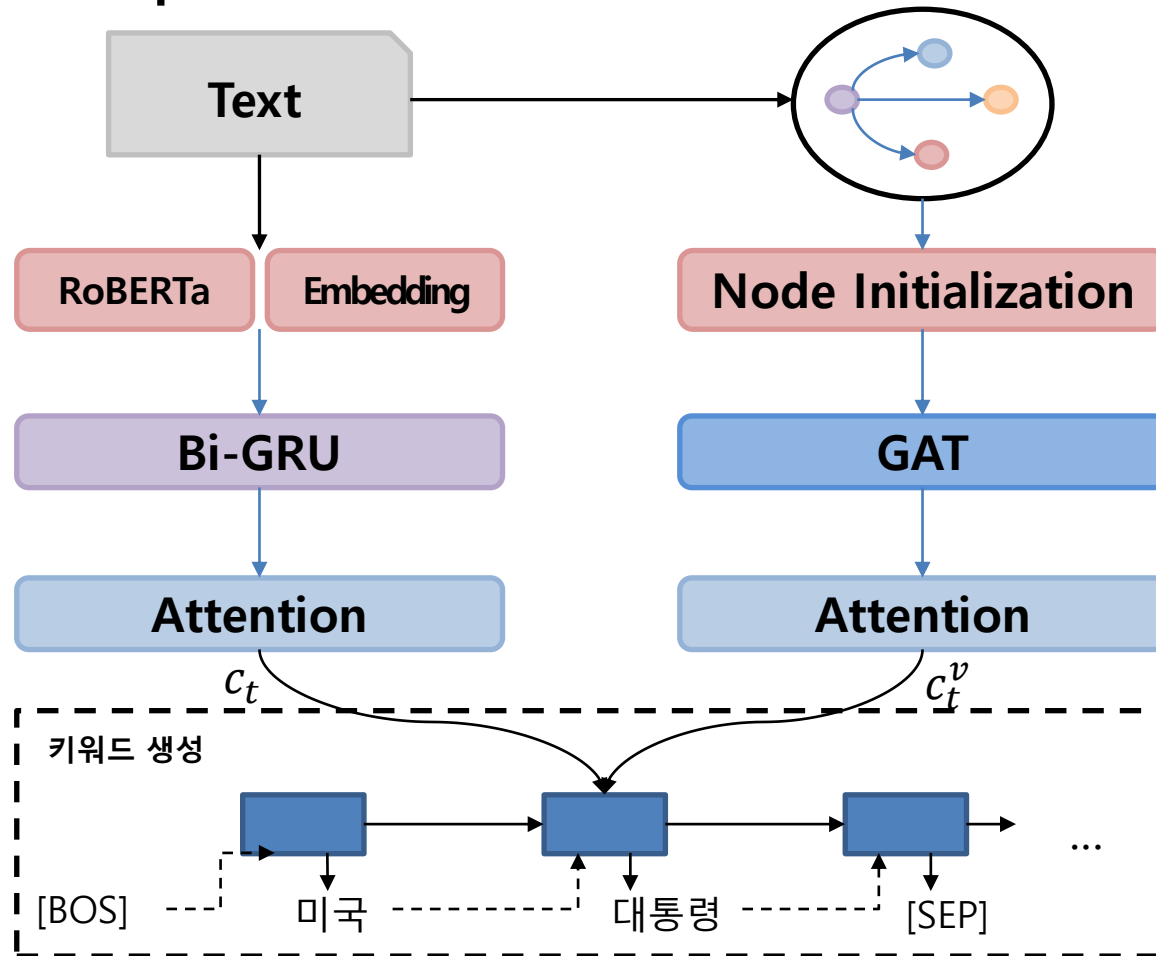 Text
RoBERTa
Embedding
Node Initialization
Bi-GRU
GAT
Attention
Attention
c_t
c_t^v
키워드 생성
...
[BOS]
미국
대통령
[SEP]